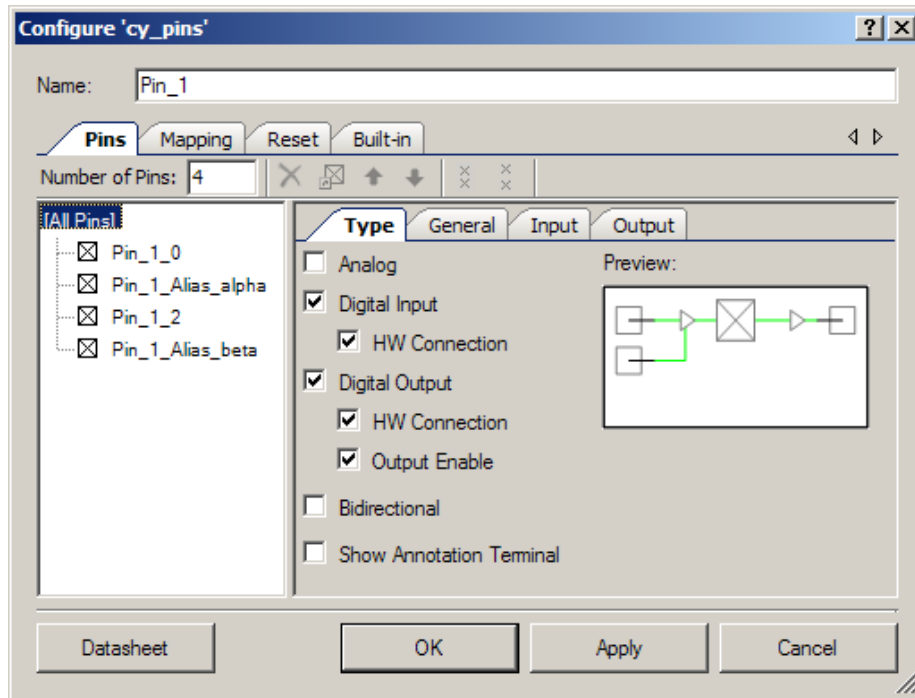 Configure 'cy_pins'
Name: Pin_1
Pins Mapping Reset Built-in
Number of Pins: 4
[All Pins]
Pin_1_0
Pin_1_Alias_alpha
Pin_1_2
Pin_1_Alias_beta
Type General Input Output
Analog
Preview:
Digital Input
HW Connection
Digital Output
HW Connection
Output Enable
Bidirectional
Show Annotation Terminal
Datasheet OK Apply Cancel